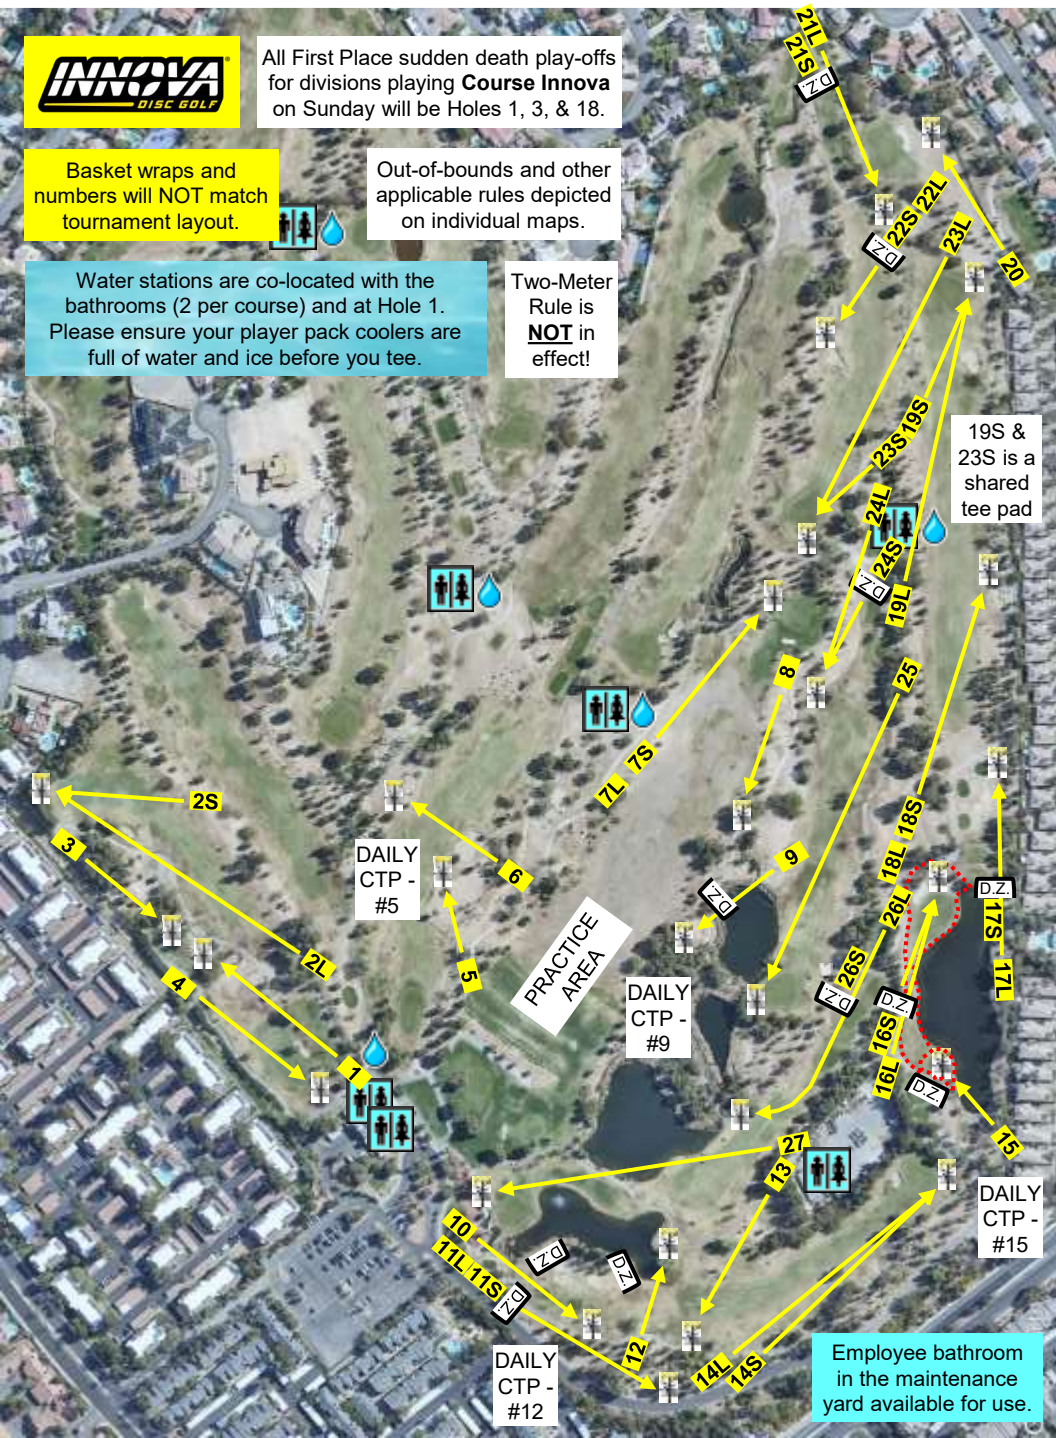 INNOVA
DISC GOLF
All First Place sudden death play-offs
for divisions playing Course Innova
on Sunday will be Holes 1, 3, & 18.
Basket wraps and
numbers will NOT match
tournament layout.
Out-of-bounds and other
applicable rules depicted
on individual maps.
Water stations are co-located with the
bathrooms (2 per course) and at Hole 1.
Please ensure your player pack coolers are
full of water and ice before you tee.
Two-Meter
Rule is
NOT in
effect!
21L
21S
D.Z.
22L
22S
D.Z.
23L
20
19S
23S
19S &
23S is a
shared
tee pad
24L
24S
D.Z.
19L
25
8
7S
7L
2S
3
2L
4
1
DAILY
CTP -
#5
6
5
PRACTICE
AREA
9
D.Z.
DAILY
CTP -
#9
18S
18L
26L
26S
D.Z.
D.Z.
17S
17L
D.Z.
16S
16L
D.Z.
15
DAILY
CTP -
#15
27
13
10
11L
11S
D.Z.
D.Z.
D.Z.
12
DAILY
CTP -
#12
14L
14S
Employee bathroom
in the maintenance
yard available for use.